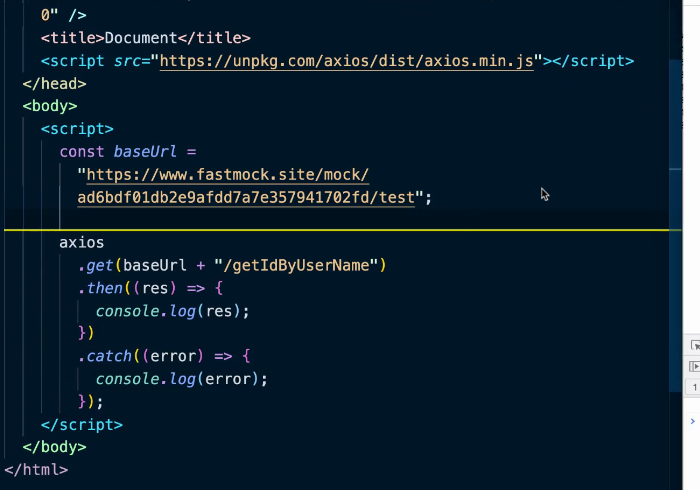 0" />
<title>Document</title>
<script src="https://unpkg.com/axios/dist/axios.min.js"></script>
</head>
<body>
<script>
const baseUrl =
"https://www.fastmock.site/mock/
ad6bdf01db2e9afdd7a7e357941702fd/test";
axios
.get(baseUrl + "/getIdByUserName")
.then((res) => {
console.log(res);
})
.catch((error) => {
console.log(error);
});
</script>
</body>
</html>
1